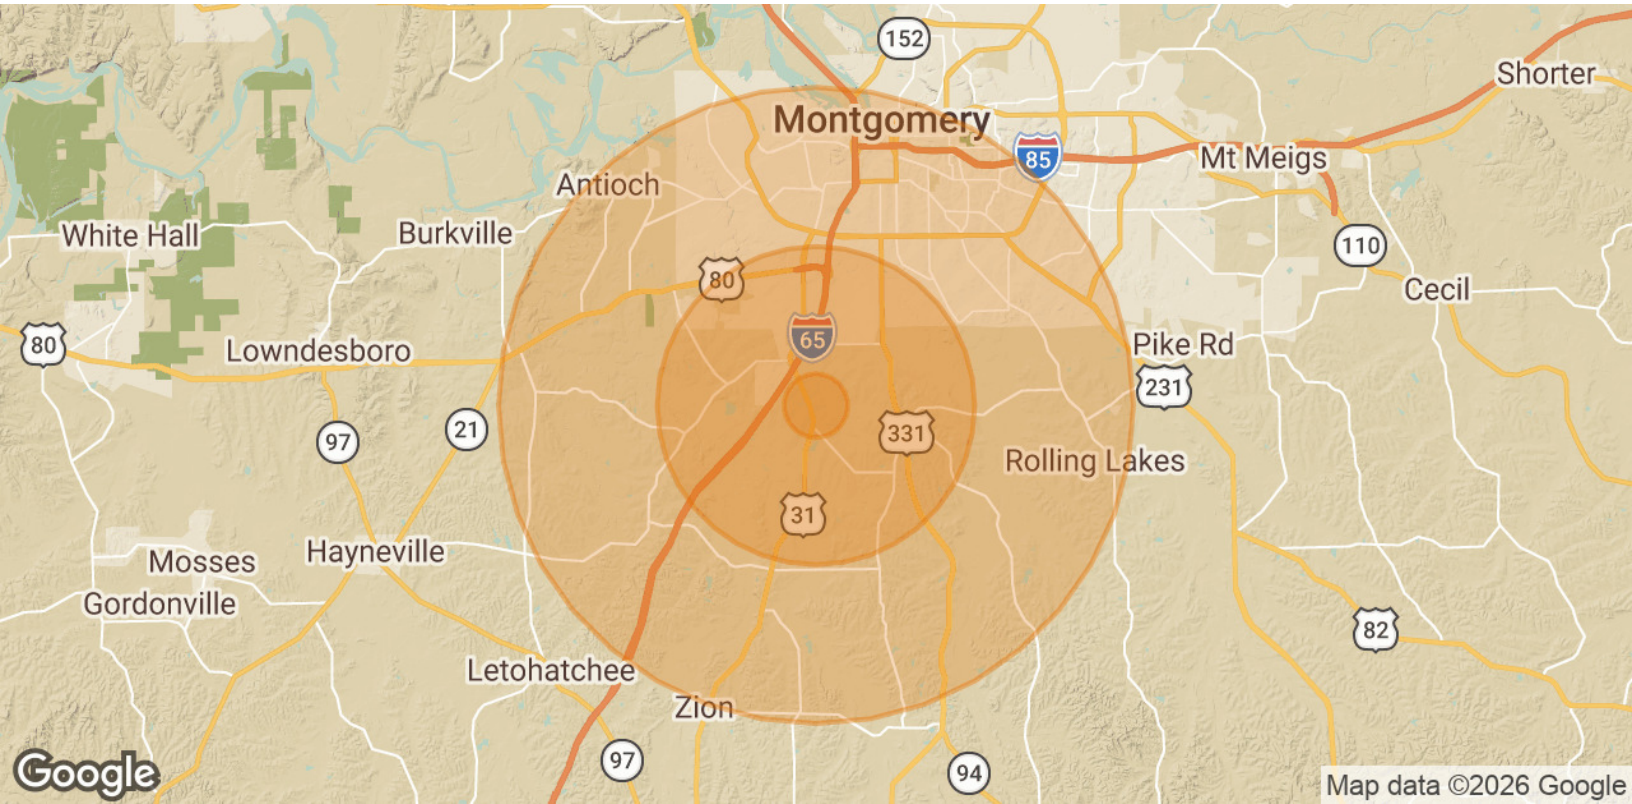 152
Shorter
Montgomery
85
Mt Meigs
Antioch
White Hall
Burkville
110
80
Cecil
65
80
Lowndesboro
Pike Rd
231
97
21
331
Rolling Lakes
31
Hayneville
Mosses
Gordonville
82
Letohatchee
Zion
97
94
Google
Map data ©2026 Google